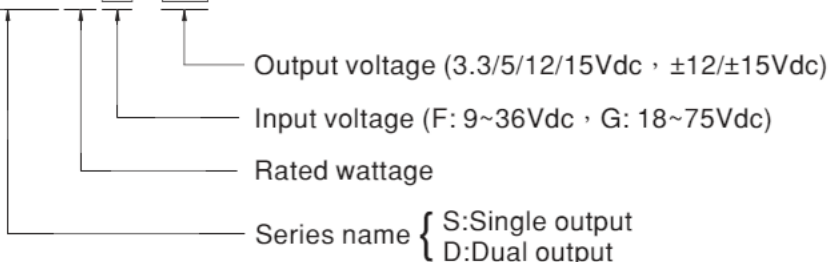 Output voltage (3.3/5/12/15Vdc，±12/±15Vdc)
Input voltage (F: 9~36Vdc，G: 18~75Vdc)
Rated wattage
Series name { S:Single output
D:Dual output